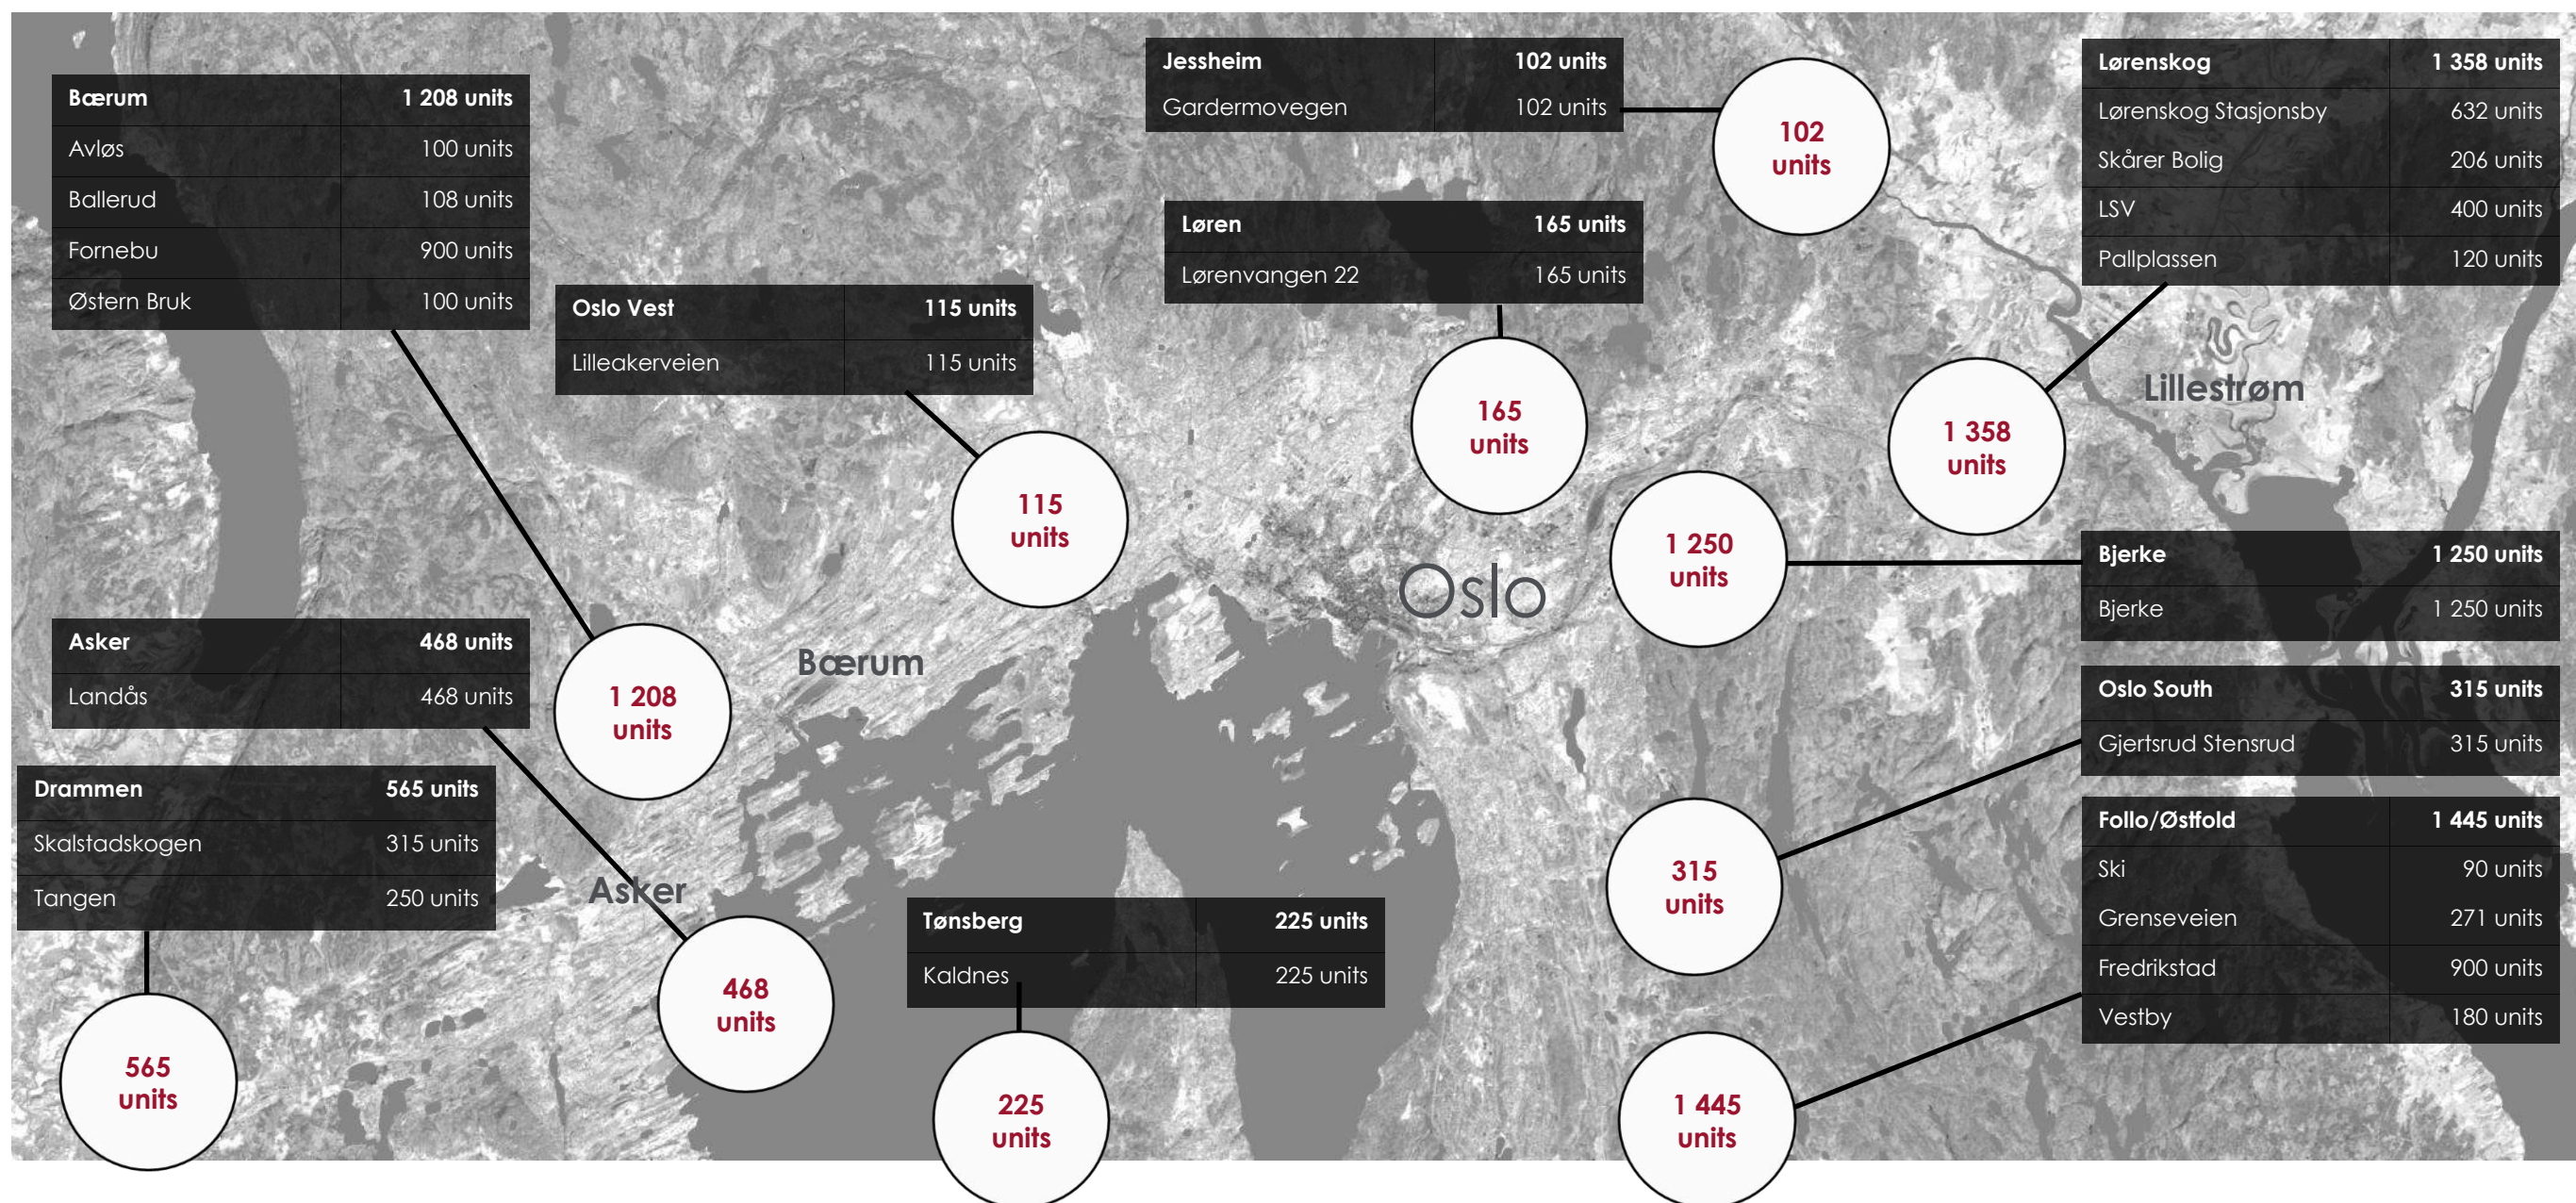 Bærum 1 208 units
Avløs 100 units
Ballerud 108 units
Fornebu 900 units
Østern Bruk 100 units
Oslo Vest 115 units
Lilleakerveien 115 units
Jessheim 102 units
Gardermovegen 102 units
Løren 165 units
Lørenvangen 22 165 units
Lørenskog 1 358 units
Lørenskog Stasjonsby 632 units
Skårer Bolig 206 units
LSV 400 units
Pallplassen 120 units
102
units
165
units
1 358
units
Lillestrøm
115
units
1 250
units
Oslo
Bjerke 1 250 units
Bjerke 1 250 units
Asker 468 units
Landås 468 units
1 208
units
Bærum
Oslo South 315 units
Gjertsrud Stensrud 315 units
Drammen 565 units
Skalstadskogen 315 units
Tangen 250 units
Asker
315
units
Follo/Østfold 1 445 units
Ski 90 units
Grenseveien 271 units
Fredrikstad 900 units
Vestby 180 units
Tønsberg 225 units
Kaldnes 225 units
468
units
565
units
225
units
1 445
units